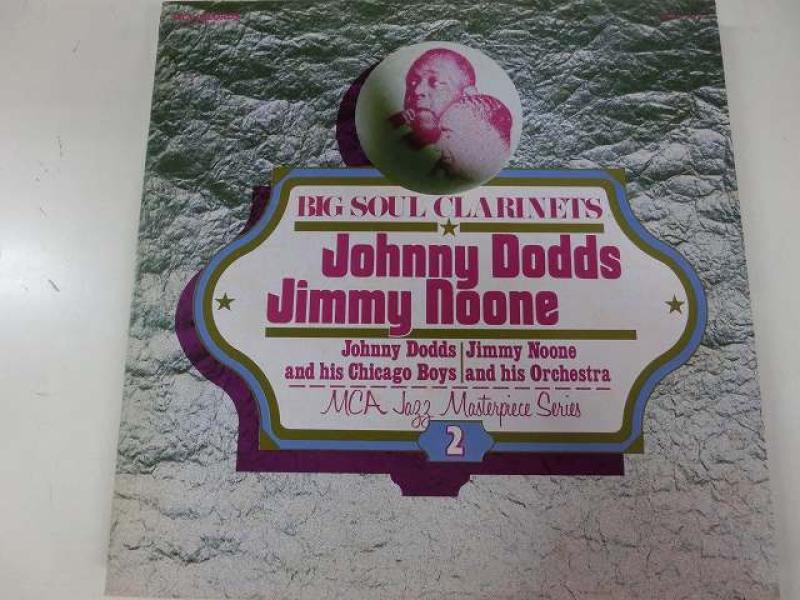 BIG SOUL CLARINETS
Johnny Dodds
Jimmy Noone
Johnny Dodds | Jimmy Noone
and his Chicago Boys | and his Orchestra
MCA Jazz Masterpiece Series
2